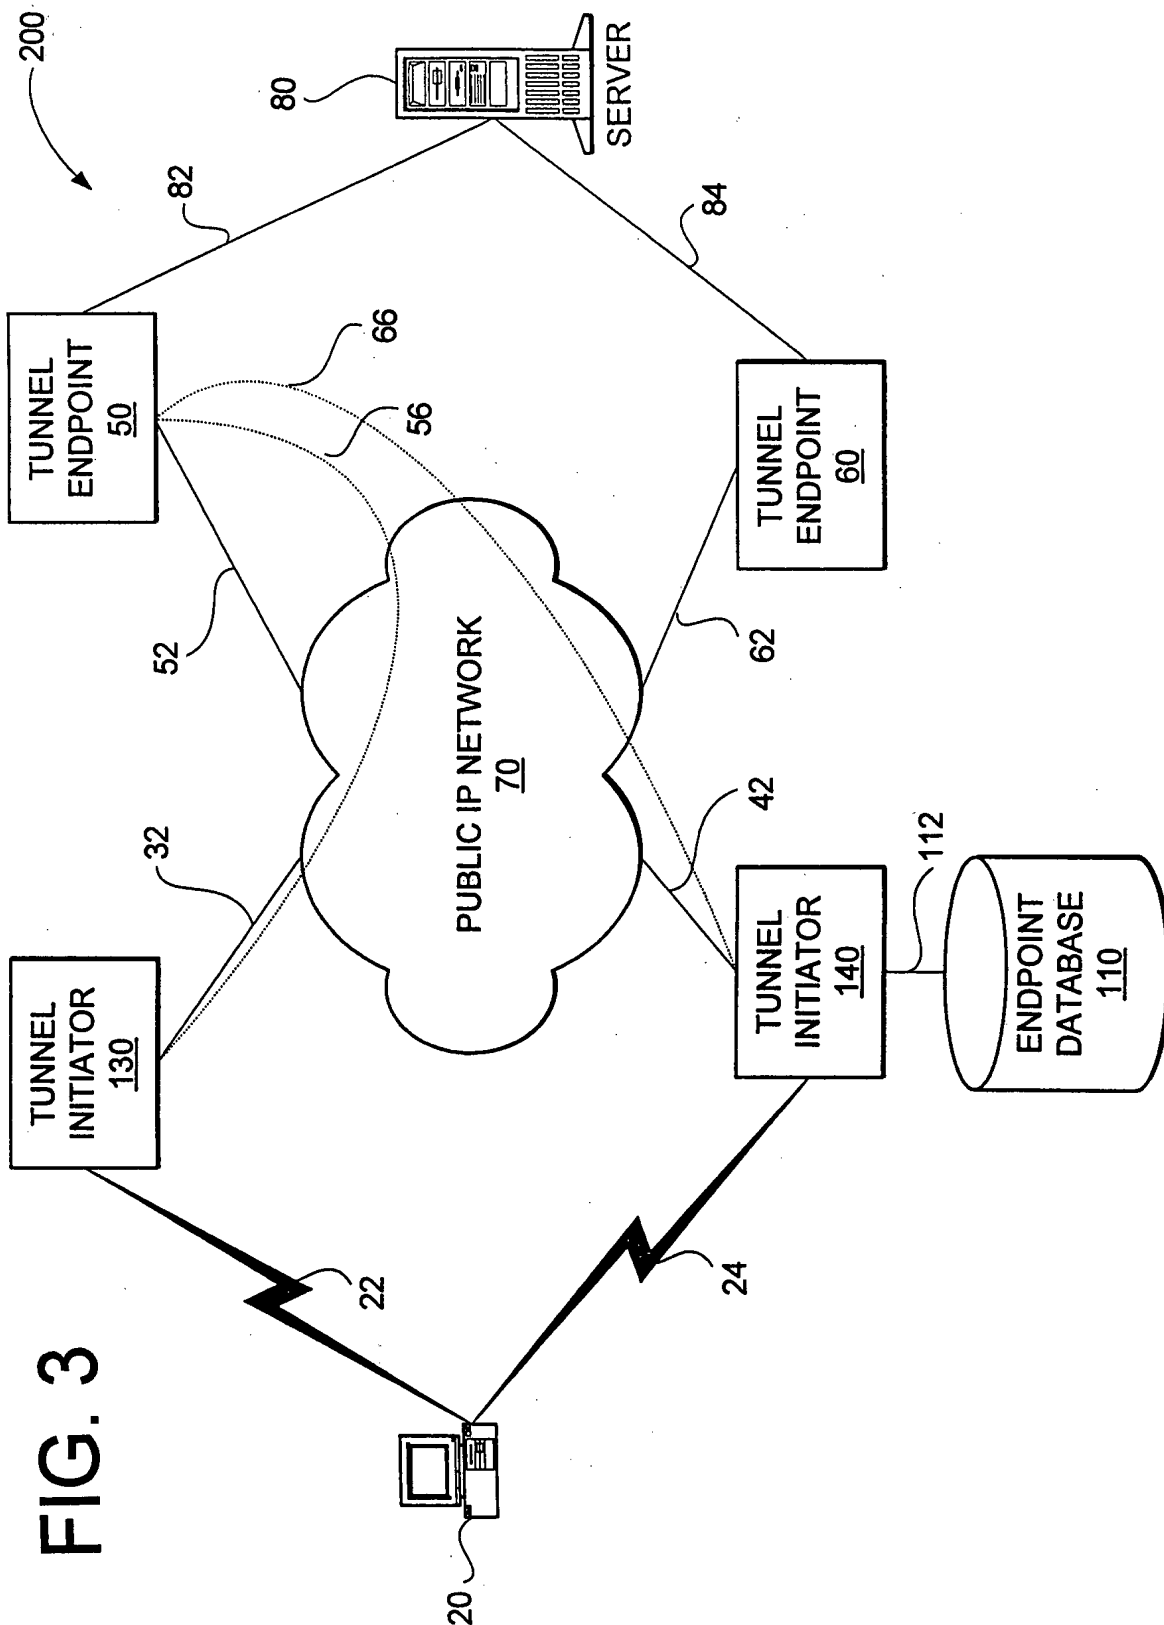 FIG. 3
200
TUNNEL
INITIATOR
130
32
52
TUNNEL
ENDPOINT
50
82
80
SERVER
66
56
22
20
PUBLIC IP NETWORK
70
24
42
62
84
TUNNEL
INITIATOR
140
TUNNEL
ENDPOINT
60
112
ENDPOINT
DATABASE
110